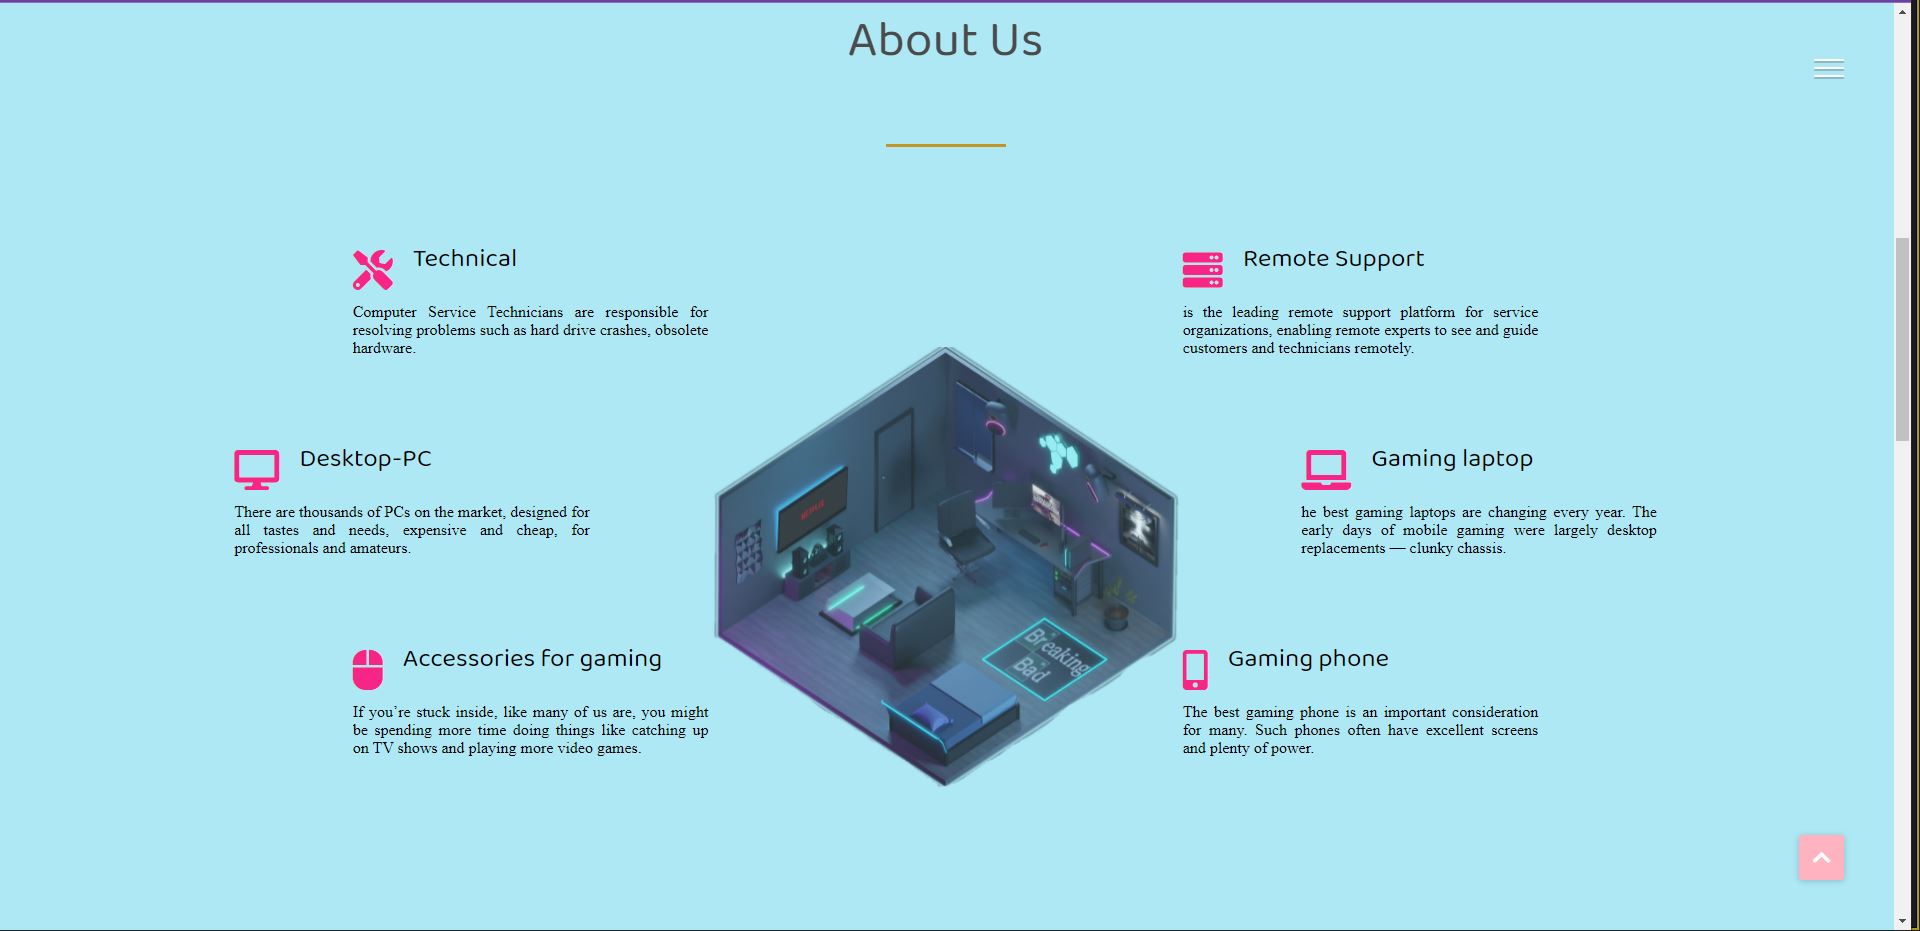 About Us
Technical
Computer Service Technicians are responsible for
resolving problems such as hard drive crashes, obsolete
hardware.
Remote Support
is the leading remote support platform for service
organizations, enabling remote experts to see and guide
customers and technicians remotely.
Desktop-PC
There are thousands of PCs on the market, designed for
all tastes and needs, expensive and cheap, for
professionals and amateurs.
NETFLIX
Gaming laptop
he best gaming laptops are changing every year. The
early days of mobile gaming were largely desktop
replacements — clunky chassis.
Accessories for gaming
If you’re stuck inside, like many of us are, you might
be spending more time doing things like catching up
on TV shows and playing more video games.
Breaking
Bad
Gaming phone
The best gaming phone is an important consideration
for many. Such phones often have excellent screens
and plenty of power.